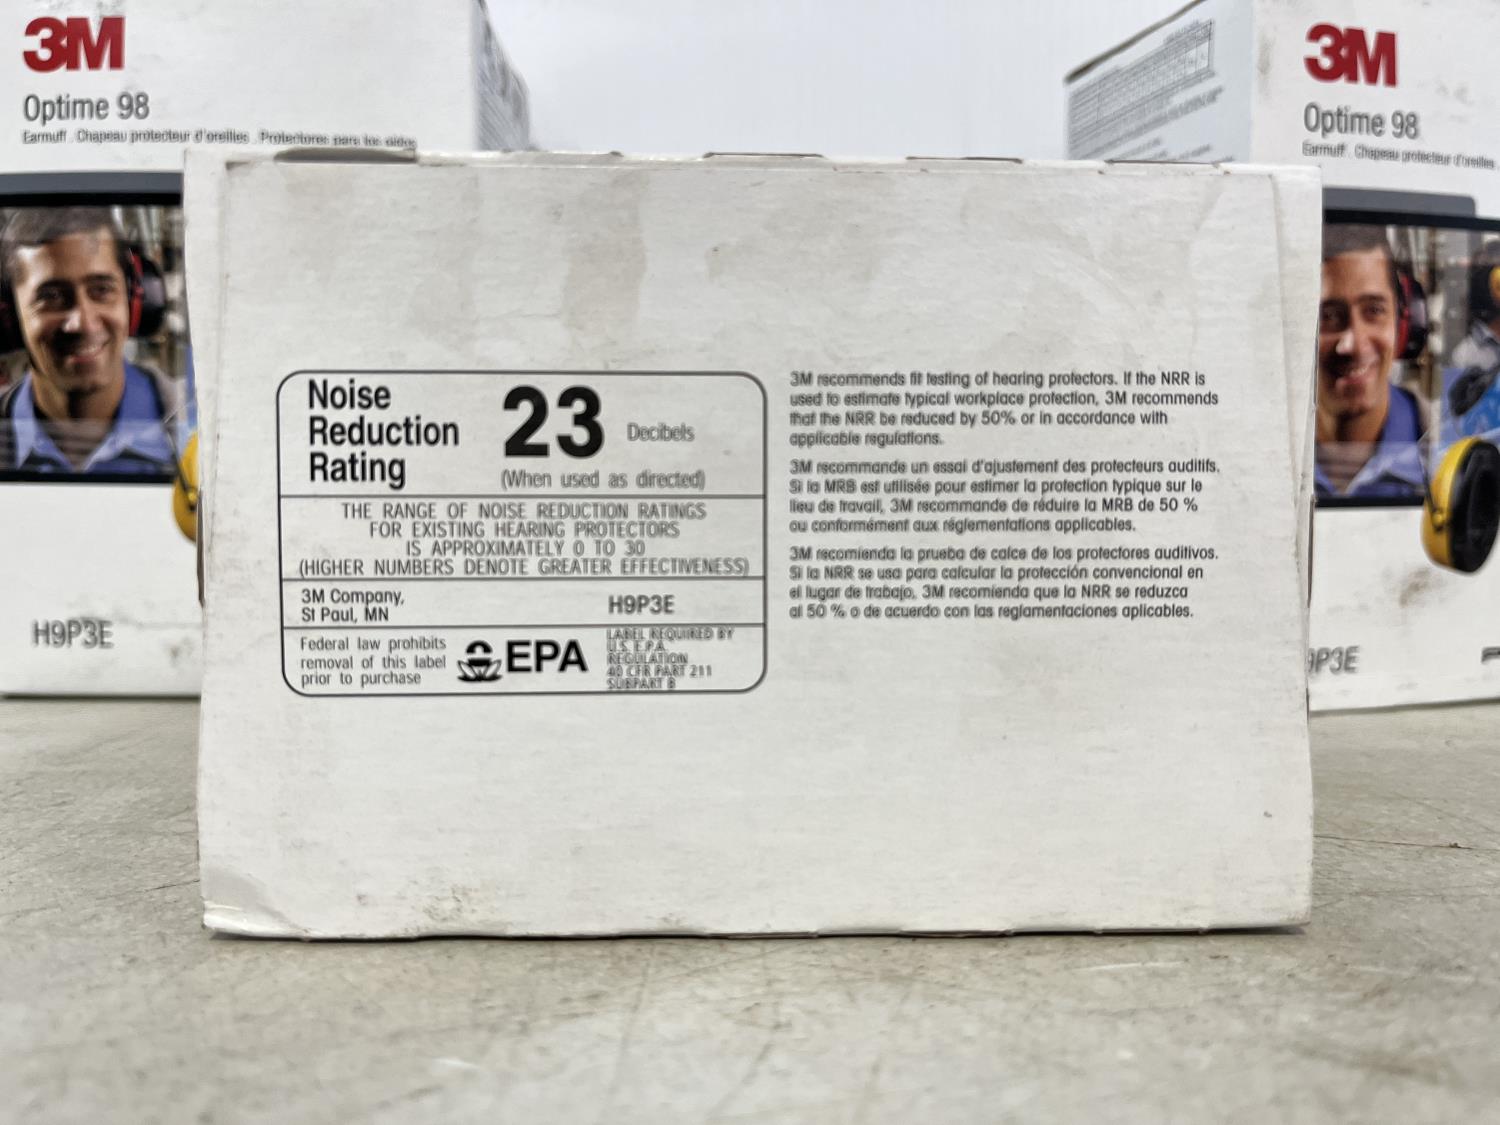 3M
Optime 98
Earmuff . Chapeau protecteur d'oreilles . Protectores para los oídos
H9P3E
3M
Optime 98
Earmuff . Chapeau protecteur d'oreilles
9P3E
Noise
Reduction
Rating
23 Decibels
(When used as directed)
THE RANGE OF NOISE REDUCTION RATINGS
FOR EXISTING HEARING PROTECTORS
IS APPROXIMATELY 0 TO 30
(HIGHER NUMBERS DENOTE GREATER EFFECTIVENESS)
3M Company,
St Paul, MN
H9P3E
Federal law prohibits
removal of this label
prior to purchase
EPA
LABEL REQUIRED BY
U.S. E.P.A.
REGULATION
40 CFR PART 211
SUBPART B
3M recommends fit testing of hearing protectors. If the NRR is
used to estimate typical workplace protection, 3M recommends
that the NRR be reduced by 50% or in accordance with
applicable regulations.
3M recommande un essai d'ajustement des protecteurs auditifs.
Si la MRB est utilisée pour estimer la protection typique sur le
lieu de travail, 3M recommande de réduire la MRB de 50 %
ou conformément aux réglementations applicables.
3M recomienda la prueba de calce de los protectores auditivos.
Si la NRR se usa para calcular la protección convencional en
el lugar de trabajo, 3M recomienda que la NRR se reduzca
al 50 % o de acuerdo con las reglamentaciones aplicables.